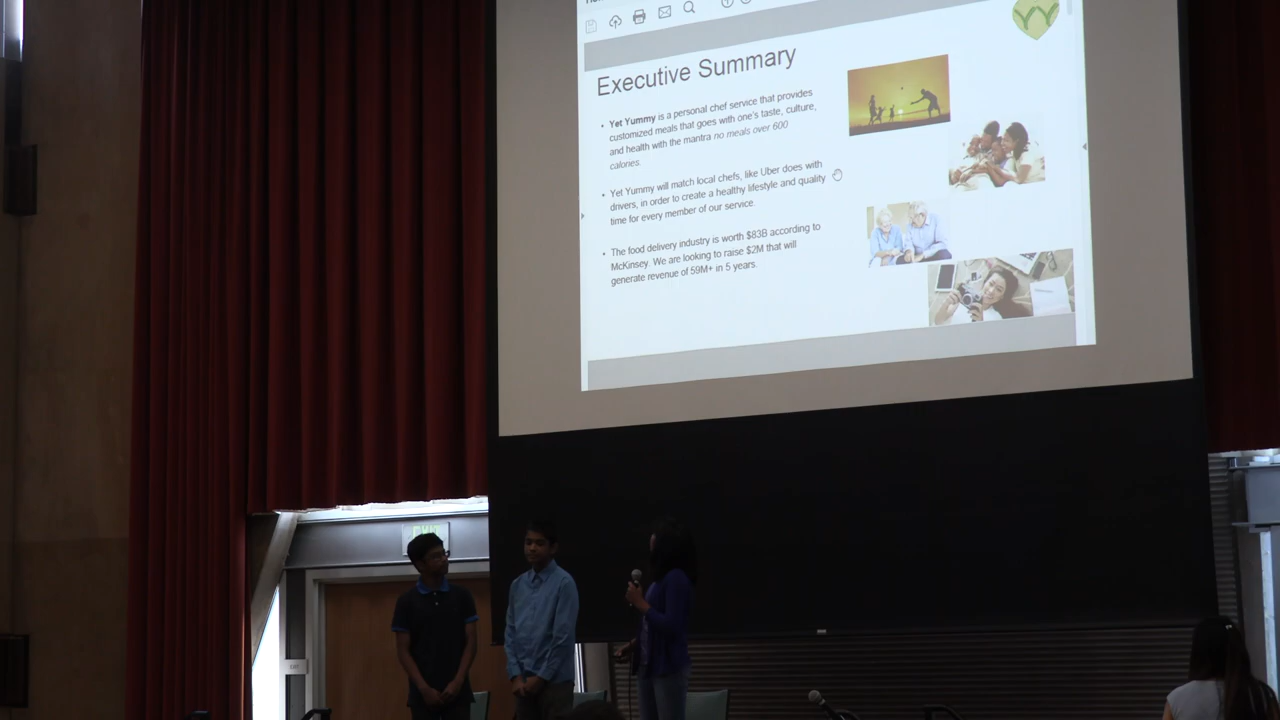 Executive Summary
• Yet Yummy is a personal chef service that provides
customized meals that goes with one's taste, culture,
and health with the mantra no meals over 600
calories.
• Yet Yummy will match local chefs, like Uber does with
drivers, in order to create a healthy lifestyle and quality
time for every member of our service.
• The food delivery industry is worth $83B according to
McKinsey. We are looking to raise $2M that will
generate revenue of 59M+ in 5 years.
EXIT
EXIT